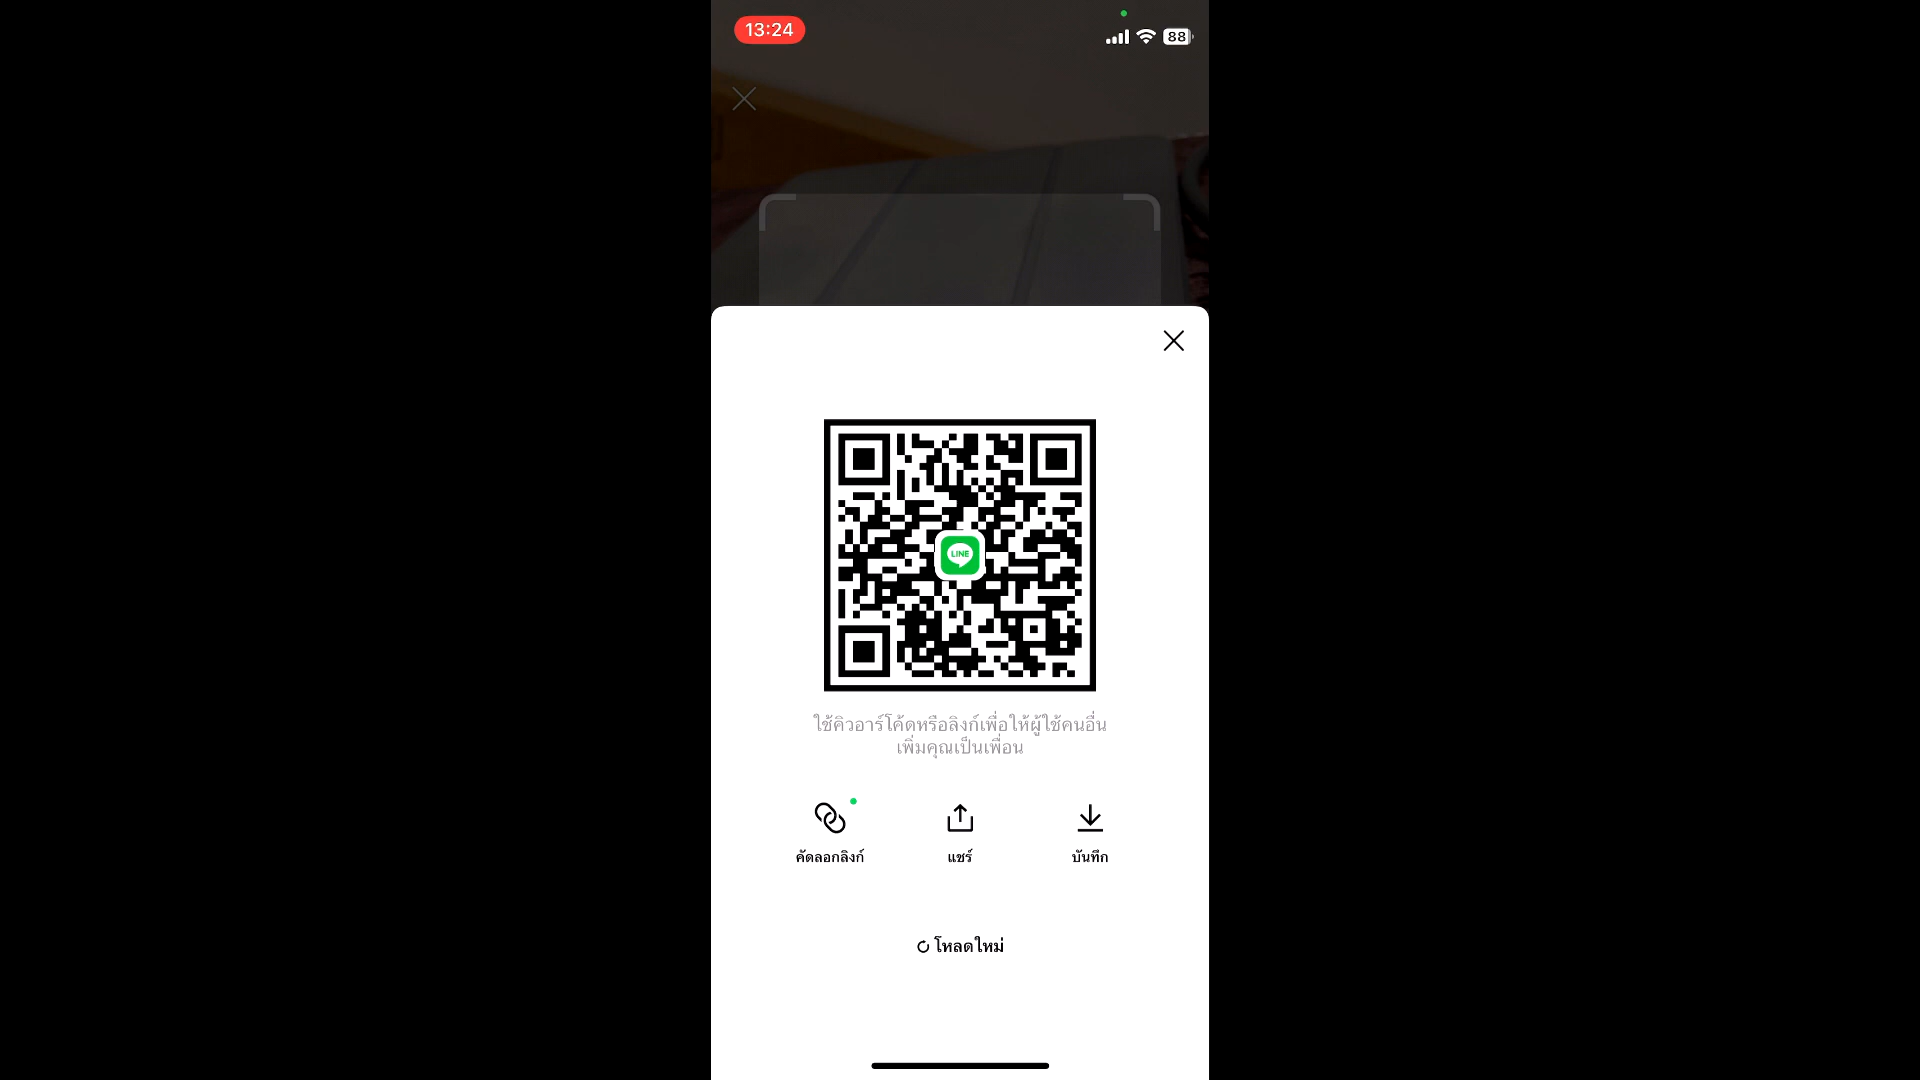 13:24
88
LINE
ใช้คิวอาร์โค้ดหรือลิงก์เพื่อให้ผู้ใช้คนอื่น
เพิ่มคุณเป็นเพื่อน
คัดลอกลิงก์
แชร์
บันทึก
โหลดใหม่